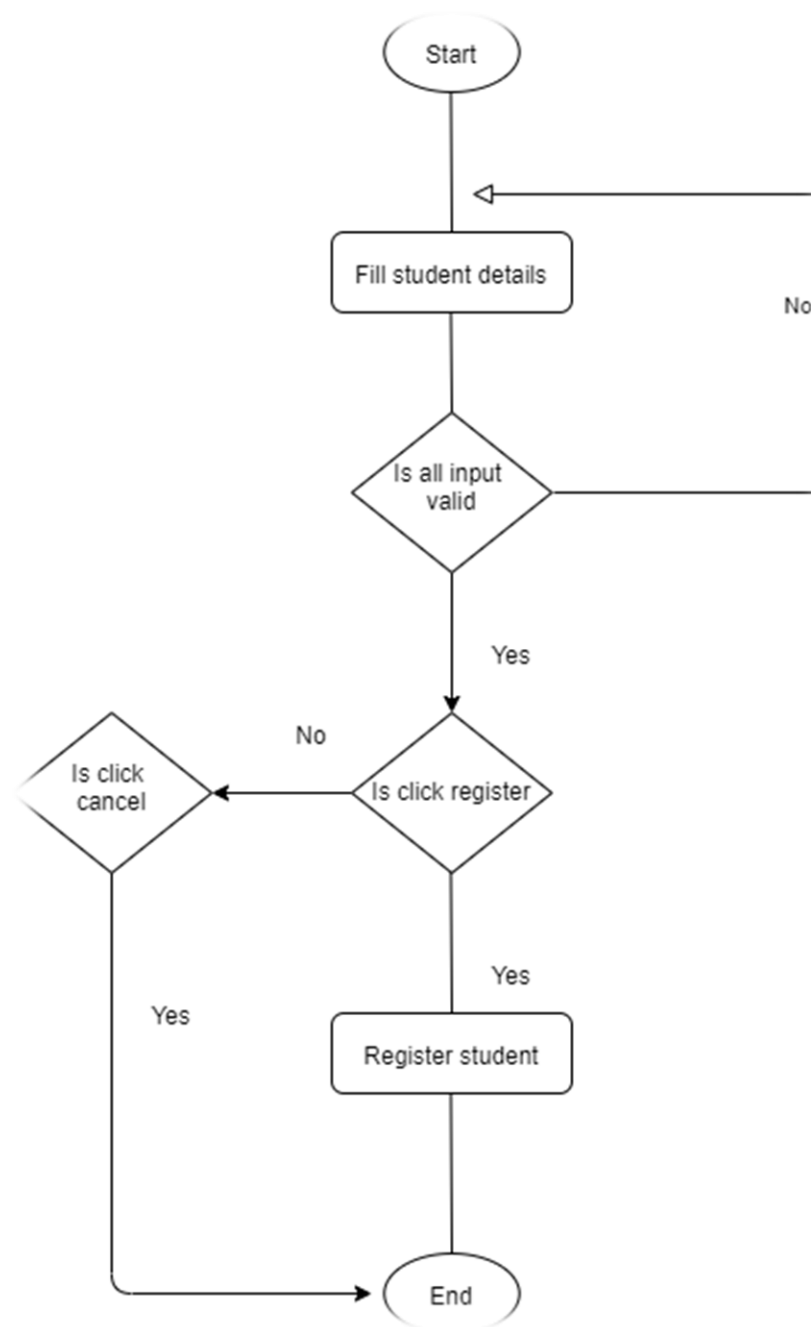 Start
Fill student details
No
Is all input
valid
Yes
No
Is click
cancel
Is click register
Yes
Yes
Register student
End